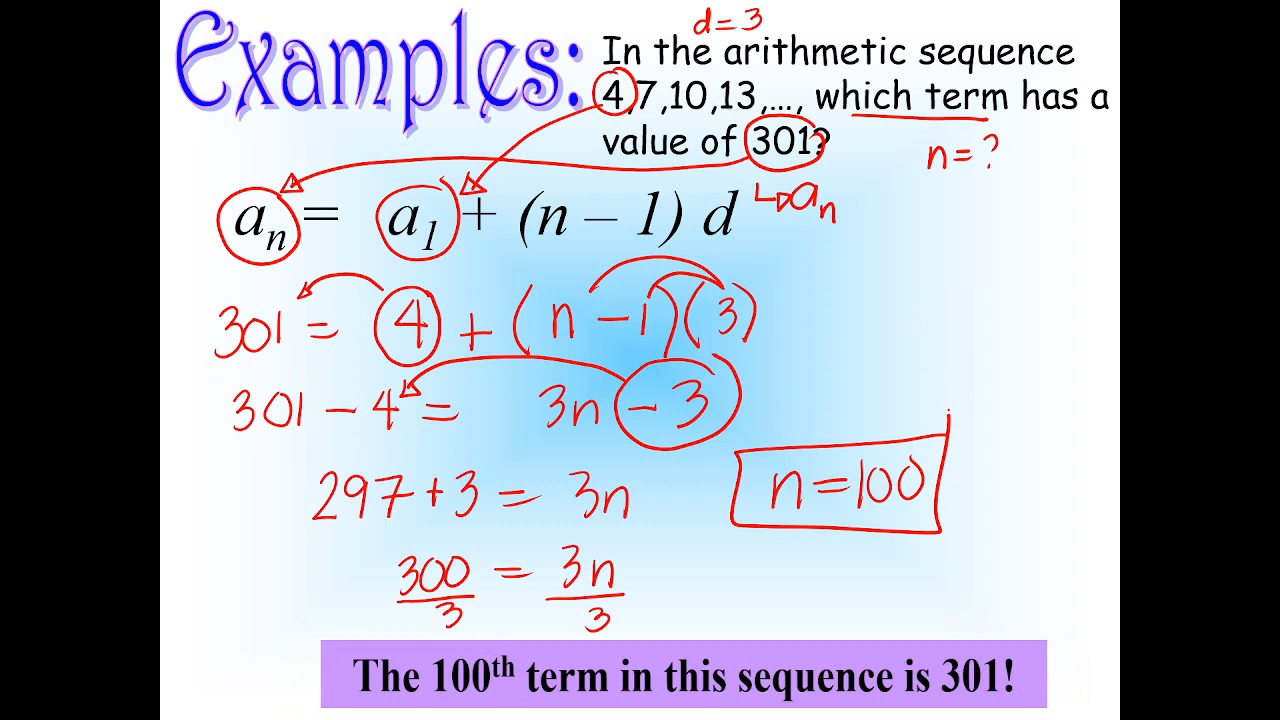 Examples:
d = 3
In the arithmetic sequence
4,7,10,13,…, which term has a
value of 301?
n = ?
aₙ = a₁ + (n – 1) d
aₙ
301 = 4 + (n - 1)(3)
301 - 4 = 3n - 3
297 + 3 = 3n
n = 100
300 = 3n
3 3
The 100ᵗʰ term in this sequence is 301!